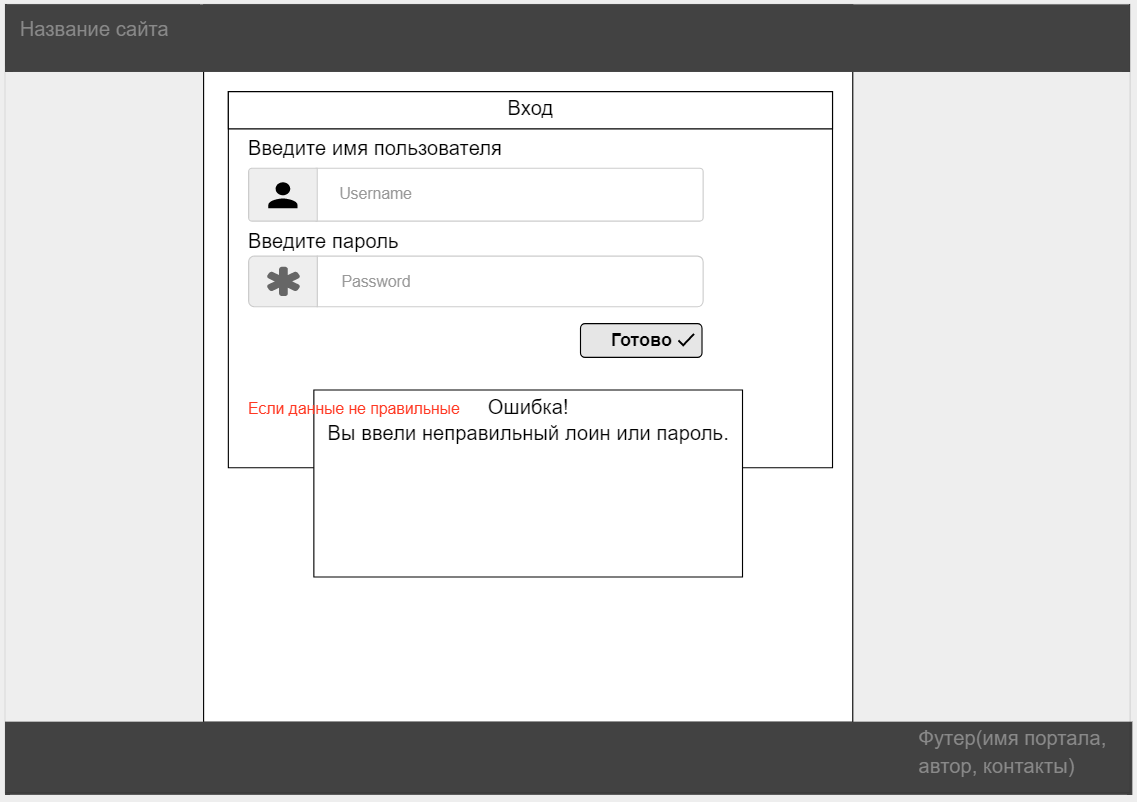 Название сайта
Вход
Введите имя пользователя
Username
Введите пароль
Password
Готово
Если данные не правильные
Ошибка!
Вы ввели неправильный лоин или пароль.
Футер(имя портала,
автор, контакты)